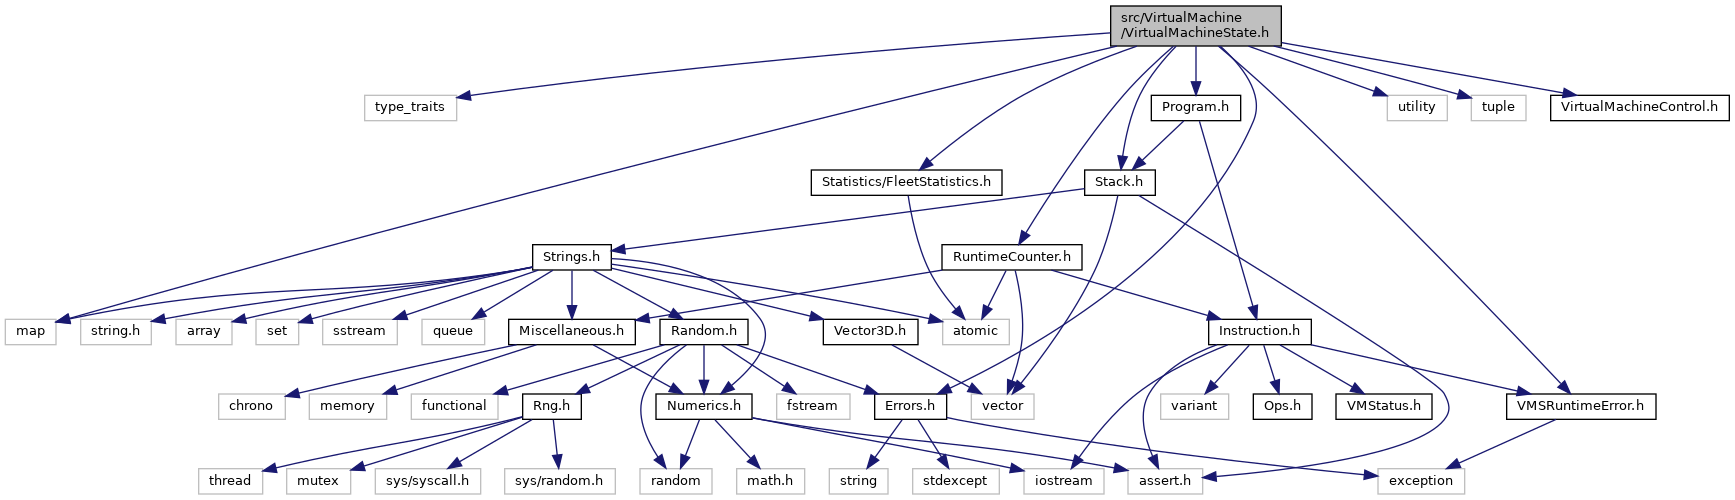 src/VirtualMachine
/VirtualMachineState.h
type_traits
Program.h
utility
tuple
VirtualMachineControl.h
Statistics/FleetStatistics.h
Stack.h
Strings.h
RuntimeCounter.h
map
string.h
array
set
sstream
queue
Miscellaneous.h
Random.h
Vector3D.h
atomic
Instruction.h
chrono
memory
functional
Rng.h
Numerics.h
fstream
Errors.h
vector
variant
Ops.h
VMStatus.h
VMSRuntimeError.h
thread
mutex
sys/syscall.h
sys/random.h
random
math.h
string
stdexcept
iostream
assert.h
exception